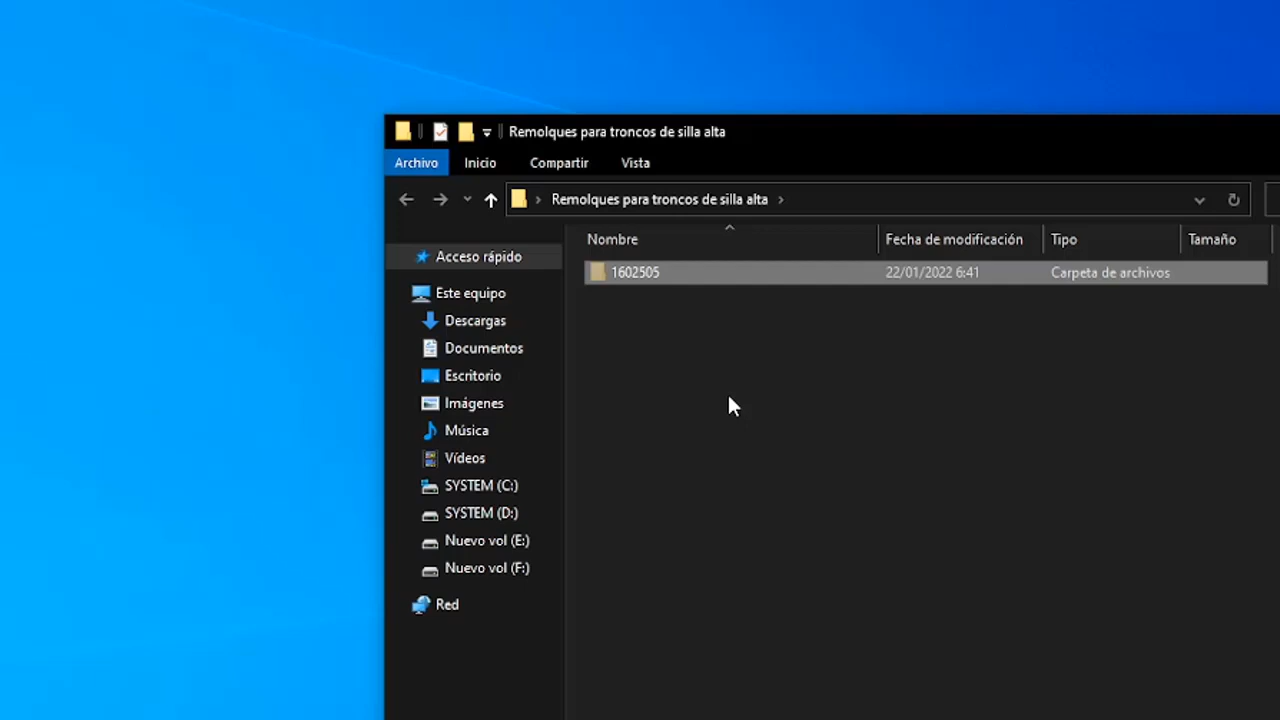 Remolques para troncos de silla alta
Archivo Inicio Compartir Vista
Remolques para troncos de silla alta
Nombre Fecha de modificación Tipo Tamaño
1602505 22/01/2022 6:41 Carpeta de archivos
Acceso rápido
Este equipo
Descargas
Documentos
Escritorio
Imágenes
Música
Vídeos
SYSTEM (C:)
SYSTEM (D:)
Nuevo vol (E:)
Nuevo vol (F:)
Red